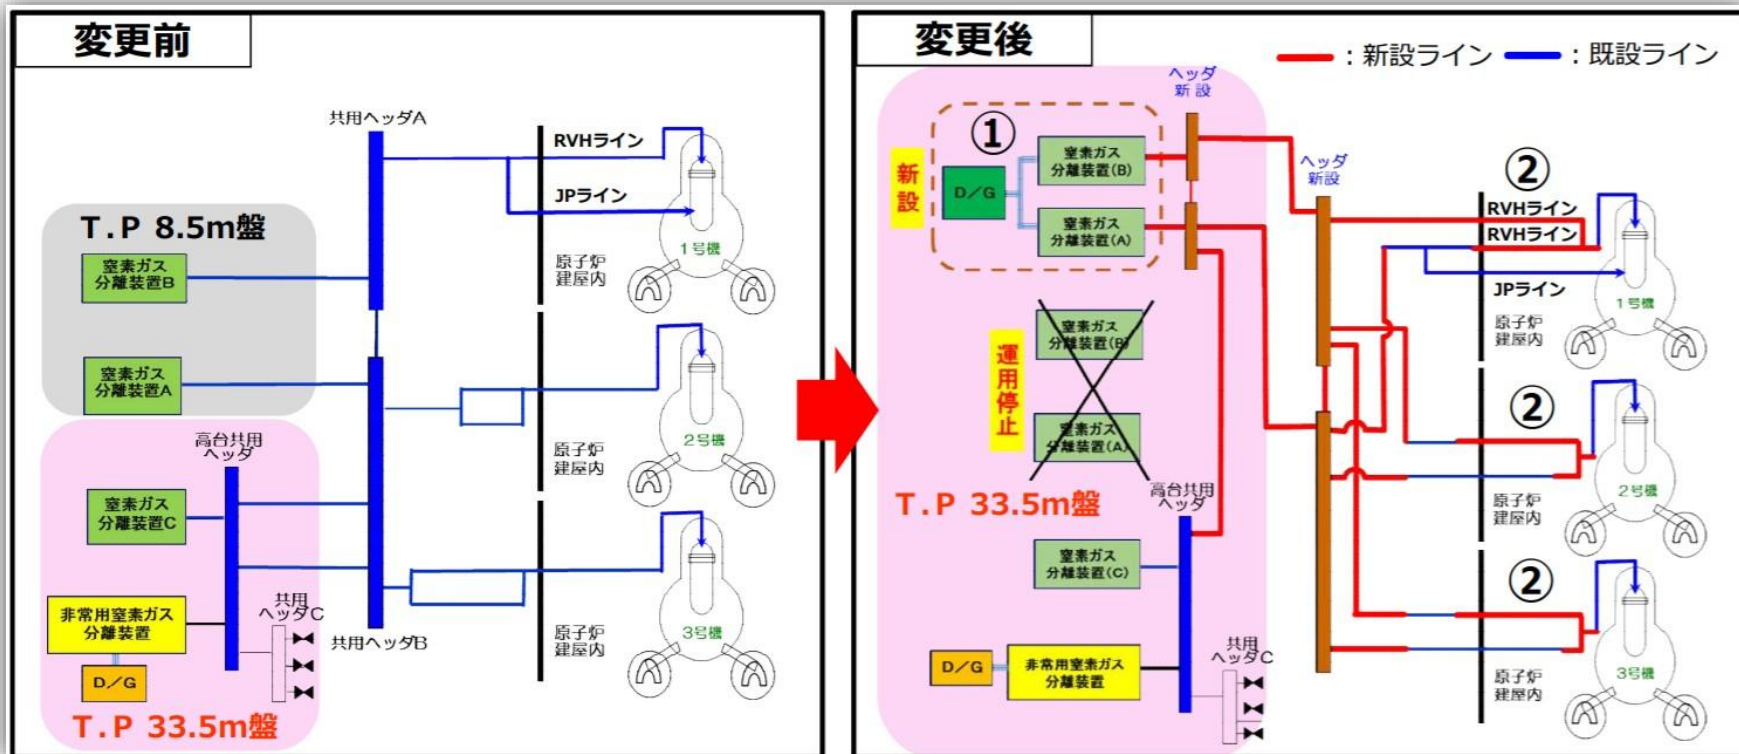 変更前
共用ヘッダA
RVHライン
JPライン
1号機
原子炉
建屋内
T.P 8.5m盤
窒素ガス
分離装置B
窒素ガス
分離装置A
2号機
原子炉
建屋内
高台共用
ヘッダ
窒素ガス
分離装置C
非常用窒素ガス
分離装置
D/G
共用
ヘッダC
共用ヘッダB
3号機
原子炉
建屋内
T.P 33.5m盤
変更後
:新設ライン
:既設ライン
ヘッダ
新設
①
新設
D/G
窒素ガス
分離装置(B)
窒素ガス
分離装置(A)
ヘッダ
新設
②
RVHライン
RVHライン
JPライン
1号機
原子炉
建屋内
運用停止
窒素ガス
分離装置(B)
窒素ガス
分離装置(A)
②
2号機
原子炉
建屋内
T.P 33.5m盤
高台共用
ヘッダ
窒素ガス
分離装置(C)
D/G
非常用窒素ガス
分離装置
共用
ヘッダC
②
3号機
原子炉
建屋内